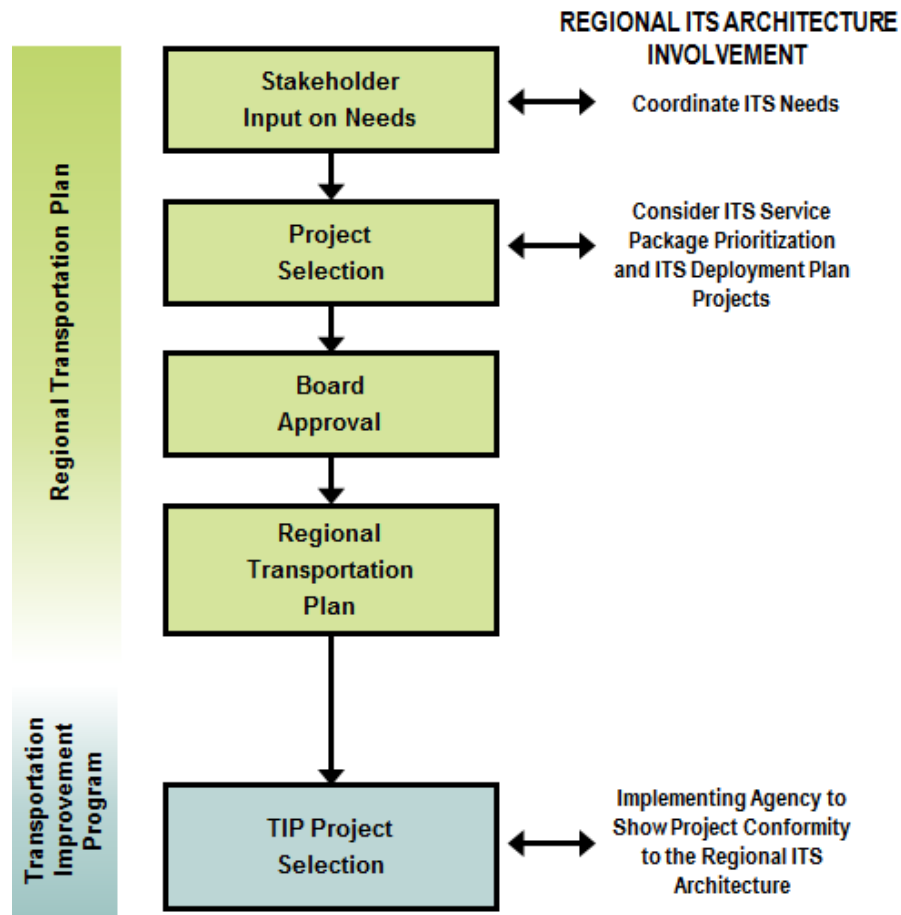 REGIONAL ITS ARCHITECTURE
INVOLVEMENT
Regional Transportation Plan
Stakeholder
Input on Needs
Coordinate ITS Needs
Project
Selection
Consider ITS Service
Package Prioritization
and ITS Deployment Plan
Projects
Board
Approval
Regional
Transportation
Plan
Transportation
Improvement
Program
TIP Project
Selection
Implementing Agency to
Show Project Conformity
to the Regional ITS
Architecture